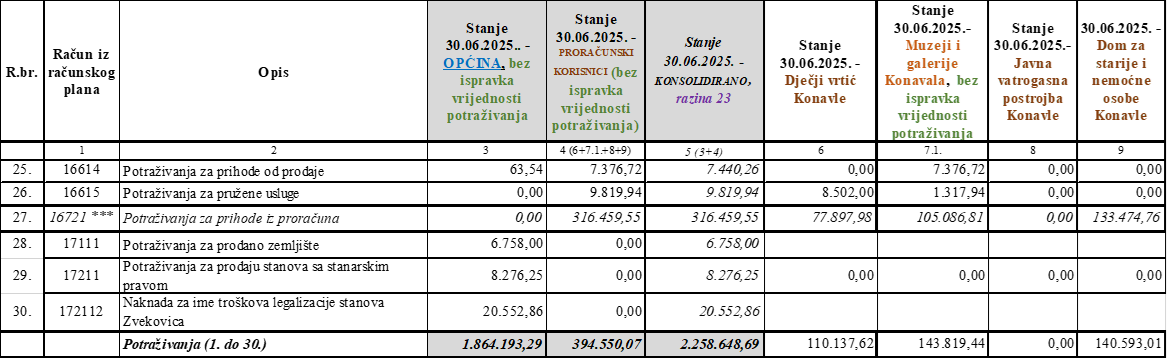 R.br. | Račun iz računskog plana | Opis | Stanje 30.06.2025.. - OPĆINA, bez ispravka vrijednosti potraživanja | Stanje 30.06.2025. - PRORAČUNSKI KORISNICI (bez ispravka vrijednosti potraživanja) | Stanje 30.06.2025. - KONSOLIDIRANO, razina 23 | Stanje 30.06.2025. - Dječji vrtić Konavle | Stanje 30.06.2025.- Muzeji i galerije Konavala, bez ispravka vrijednosti potraživanja | Stanje 30.06.2025.- Javna vatrogasna postrojba Konavle | Stanje 30.06.2025. - Dom za starije i nemoćne osobe Konavle
1 | 2 | 3 | 4 (6+7.1.+8+9) | 5 (3+4) | 6 | 7.1. | 8 | 9
25. | 16614 | Potraživanja za prihode od prodaje | 63,54 | 7.376,72 | 7.440,26 | 0,00 | 7.376,72 | 0,00 | 0,00
26. | 16615 | Potraživanja za pružene usluge | 0,00 | 9.819,94 | 9.819,94 | 8.502,00 | 1.317,94 | 0,00 | 0,00
27. | 16721 *** | Potraživanja za prihode iz proračuna | 0,00 | 316.459,55 | 316.459,55 | 77.897,98 | 105.086,81 | 0,00 | 133.474,76
28. | 17111 | Potraživanja za prodano zemljište | 6.758,00 | 0,00 | 6.758,00
29. | 17211 | Potraživanja za prodaju stanova sa stanarskim pravom | 8.276,25 | 0,00 | 8.276,25 | 0,00 | 0,00 | 0,00 | 0,00
30. | 172112 | Naknada za ime troškova legalizacije stanova Zvekovica | 20.552,86 | 0,00 | 20.552,86
Potraživanja (1. do 30.) | 1.864.193,29 | 394.550,07 | 2.258.648,69 | 110.137,62 | 143.819,44 | 0,00 | 140.593,01